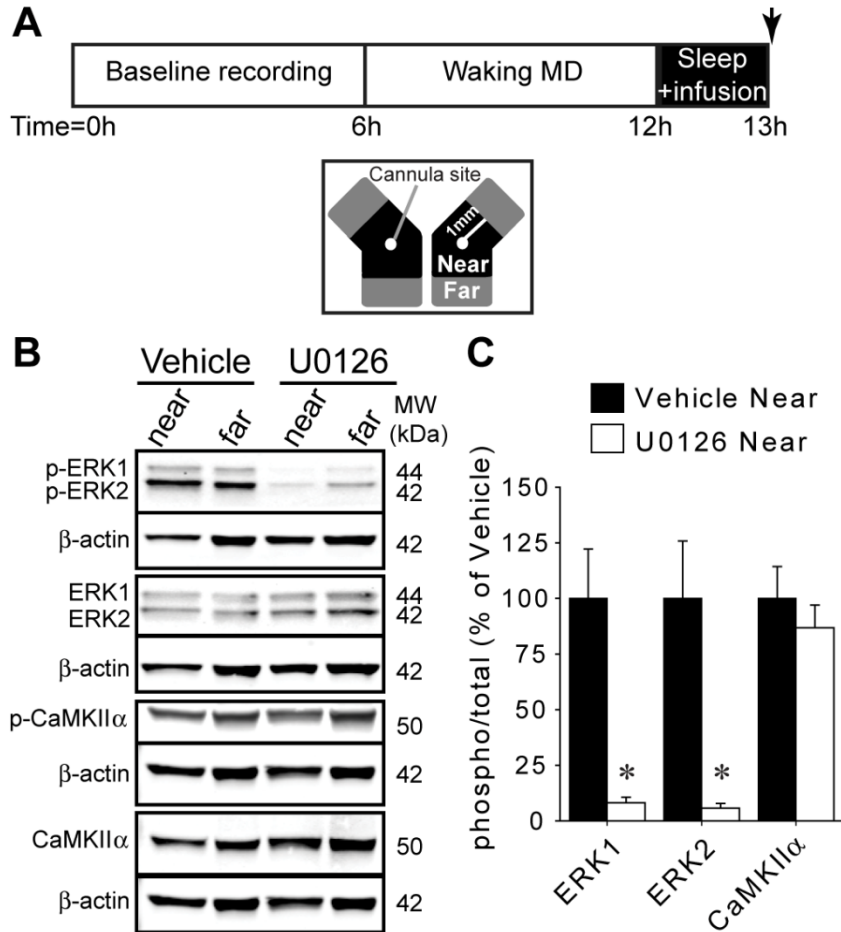 A
Baseline recording
Waking MD
Sleep
+infusion
Time=0h
6h
12h
13h
Cannula site
1mm
Near
Far
B
Vehicle
U0126
near
far
near
far
MW
(kDa)
p-ERK1
44
p-ERK2
42
β-actin
42
ERK1
44
ERK2
42
β-actin
42
p-CaMKIIα
50
β-actin
42
CaMKIIα
50
β-actin
42
C
Vehicle Near
U0126 Near
phospho/total (% of Vehicle)
150
125
100
75
50
25
0
*
*
ERK1
ERK2
CaMKIIα